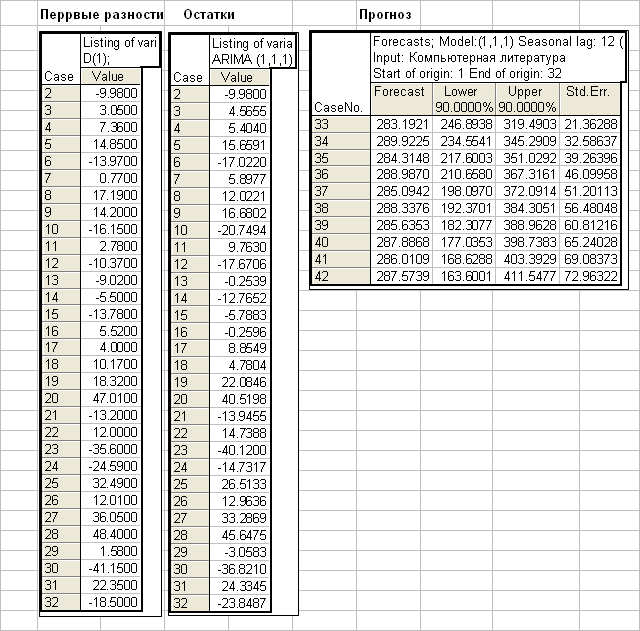 Перрвые разности Остатки Прогноз
Listing of vari
D(1);
Case Value
2 -9.9800
3 3.0500
4 7.3600
5 14.8500
6 -13.9700
7 0.7700
8 17.1900
9 14.2000
10 -16.1500
11 2.7800
12 -10.3700
13 -9.0200
14 -5.5000
15 -13.7800
16 5.5200
17 4.0000
18 10.1700
19 18.3200
20 47.0100
21 -13.2000
22 12.0000
23 -35.6000
24 -24.5900
25 32.4900
26 12.0100
27 36.0500
28 48.4000
29 1.5800
30 -41.1500
31 22.3500
32 -18.5000
Listing of varia
ARIMA (1,1,1)
Case Value
2 -9.9800
3 4.5655
4 5.4040
5 15.6591
6 -17.0220
7 5.8977
8 12.0221
9 16.6802
10 -20.7494
11 9.7630
12 -17.6706
13 -0.2539
14 -12.7652
15 -5.7883
16 -0.2596
17 8.8549
18 4.7804
19 22.0846
20 40.5198
21 -13.9455
22 14.7388
23 -40.1200
24 -14.7317
25 26.5133
26 12.9636
27 33.2869
28 45.6475
29 -3.0583
30 -36.8210
31 24.3345
32 -23.8487
Forecasts; Model:(1,1,1) Seasonal lag: 12 (
Input: Компьютерная литература
Start of origin: 1 End of origin: 32
Forecast Lower Upper Std.Err.
CaseNo. 90.0000% 90.0000%
33 283.1921 246.8938 319.4903 21.36288
34 289.9225 234.5541 345.2909 32.58637
35 284.3148 217.6003 351.0292 39.26396
36 288.9870 210.6580 367.3161 46.09958
37 285.0942 198.0970 372.0914 51.20113
38 288.3376 192.3701 384.3051 56.48048
39 285.6353 182.3077 388.9628 60.81216
40 287.8868 177.0353 398.7383 65.24028
41 286.0109 168.6288 403.3929 69.08373
42 287.5739 163.6001 411.5477 72.96322